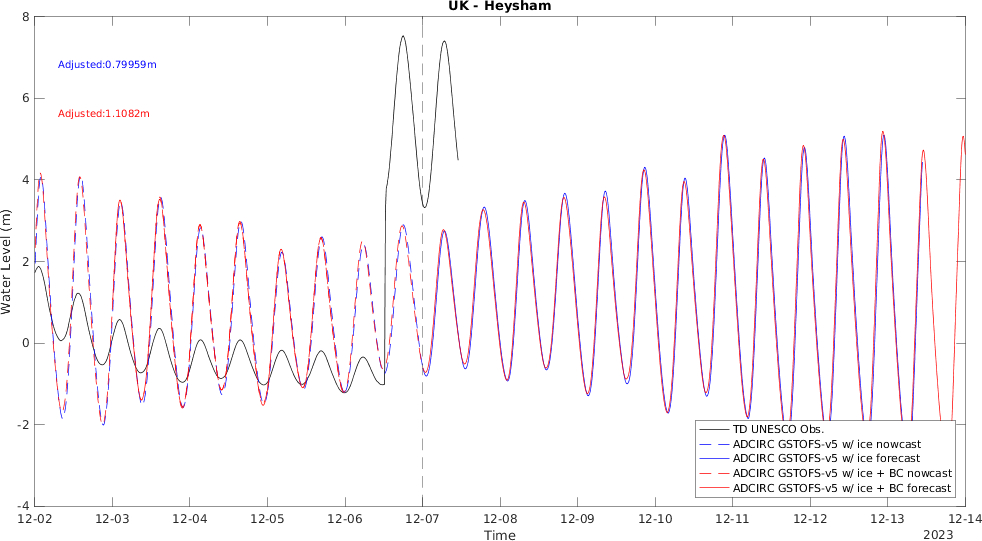 UK - Heysham
8
6
4
2
0
-2
-4
Water Level (m)
Adjusted:0.79959m
Adjusted:1.1082m
TD UNESCO Obs.
ADCIRC GSTOFS-v5 w/ ice nowcast
ADCIRC GSTOFS-v5 w/ ice forecast
ADCIRC GSTOFS-v5 w/ ice + BC nowcast
ADCIRC GSTOFS-v5 w/ ice + BC forecast
12-02 12-03 12-04 12-05 12-06 12-07 12-08 12-09 12-10 12-11 12-12 12-13 12-14
Time
2023